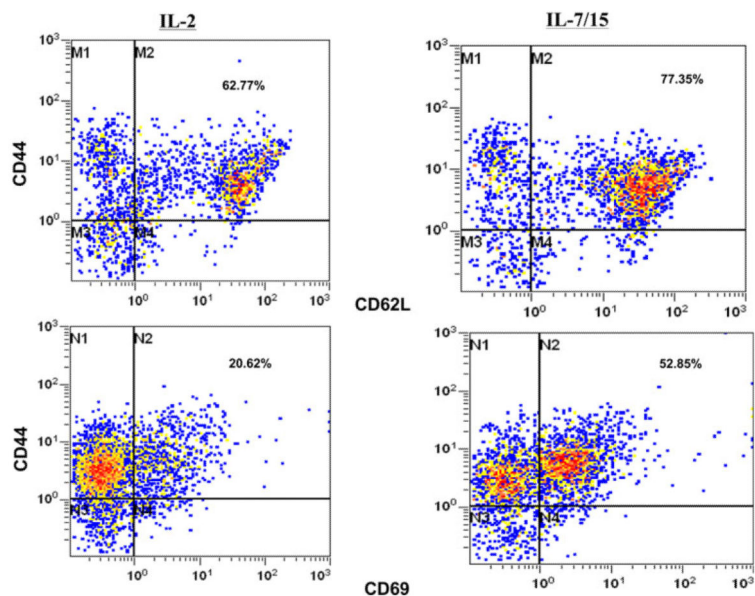 IL-2
IL-7/15
10³
M1
M2
62.77%
10²
CD44
10¹
10⁰
M3
M4
10⁰
10¹
10²
10³
10³
M1
M2
77.35%
10²
10¹
10⁰
M3
M4
10⁰
10¹
10²
10³
CD62L
10³
N1
N2
20.62%
10²
CD44
10¹
10⁰
N3
N4
10⁰
10¹
10²
10³
10³
N1
N2
52.85%
10²
10¹
10⁰
N3
N4
10⁰
10¹
10²
10³
CD69